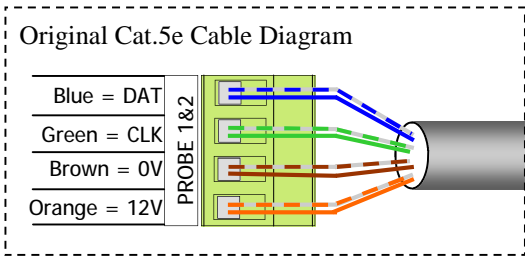 Original Cat.5e Cable Diagram
Blue = DAT
Green = CLK
Brown = 0V
Orange = 12V
PROBE 1&2